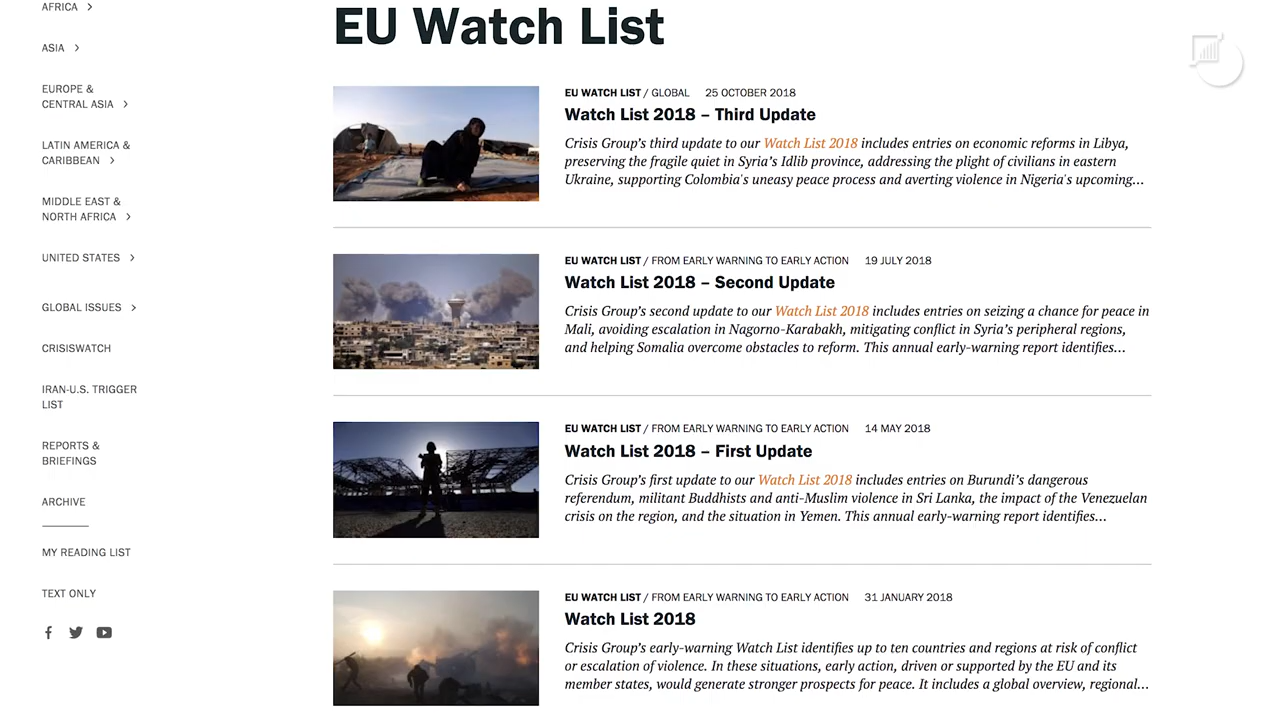 EU Watch List
AFRICA
ASIA
EUROPE &
CENTRAL ASIA
LATIN AMERICA &
CARIBBEAN
MIDDLE EAST &
NORTH AFRICA
UNITED STATES
GLOBAL ISSUES
CRISISWATCH
IRAN-U.S. TRIGGER
LIST
REPORTS &
BRIEFINGS
ARCHIVE
MY READING LIST
TEXT ONLY
EU WATCH LIST / GLOBAL 25 OCTOBER 2018
Watch List 2018 – Third Update
Crisis Group's third update to our Watch List 2018 includes entries on economic reforms in Libya,
preserving the fragile quiet in Syria's Idlib province, addressing the plight of civilians in eastern
Ukraine, supporting Colombia's uneasy peace process and averting violence in Nigeria's upcoming...
EU WATCH LIST / FROM EARLY WARNING TO EARLY ACTION 19 JULY 2018
Watch List 2018 – Second Update
Crisis Group's second update to our Watch List 2018 includes entries on seizing a chance for peace in
Mali, avoiding escalation in Nagorno-Karabakh, mitigating conflict in Syria's peripheral regions,
and helping Somalia overcome obstacles to reform. This annual early-warning report identifies...
EU WATCH LIST / FROM EARLY WARNING TO EARLY ACTION 14 MAY 2018
Watch List 2018 – First Update
Crisis Group's first update to our Watch List 2018 includes entries on Burundi's dangerous
referendum, militant Buddhists and anti-Muslim violence in Sri Lanka, the impact of the Venezuelan
crisis on the region, and the situation in Yemen. This annual early-warning report identifies...
EU WATCH LIST / FROM EARLY WARNING TO EARLY ACTION 31 JANUARY 2018
Watch List 2018
Crisis Group's early-warning Watch List identifies up to ten countries and regions at risk of conflict
or escalation of violence. In these situations, early action, driven or supported by the EU and its
member states, would generate stronger prospects for peace. It includes a global overview, regional...